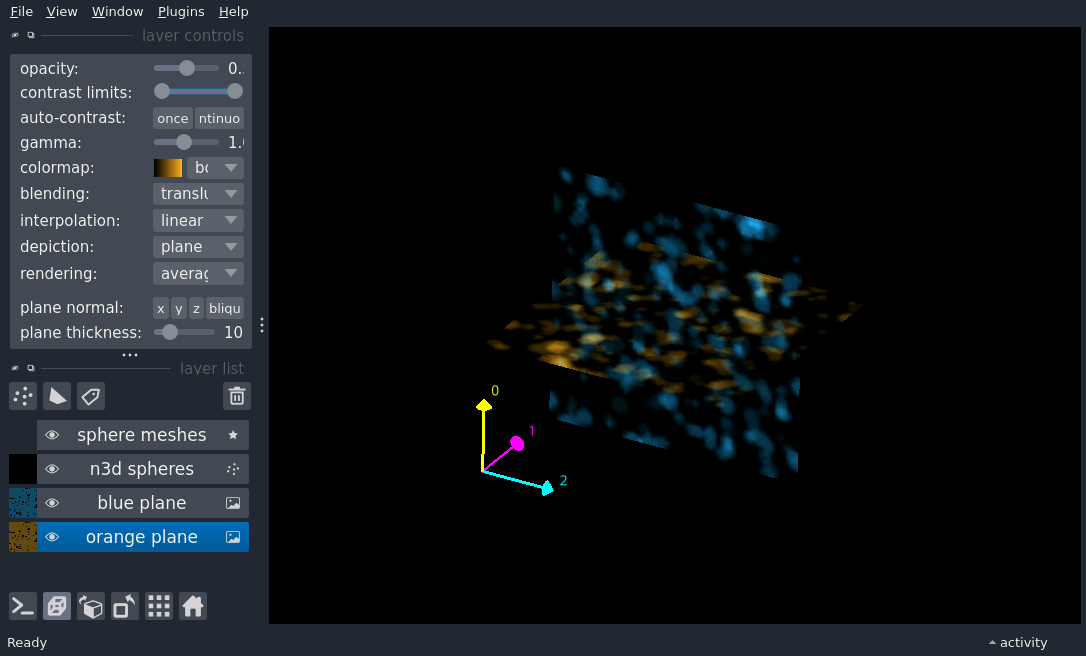 File View Window Plugins Help
layer controls
opacity: 0.
contrast limits:
auto-contrast: once ntinuo
gamma: 1.
colormap: bo
blending: transl
interpolation: linear
depiction: plane
rendering: averag
plane normal: x y z bliqu
plane thickness: 10
layer list
sphere meshes
n3d spheres
blue plane
orange plane
0
1
2
Ready
activity